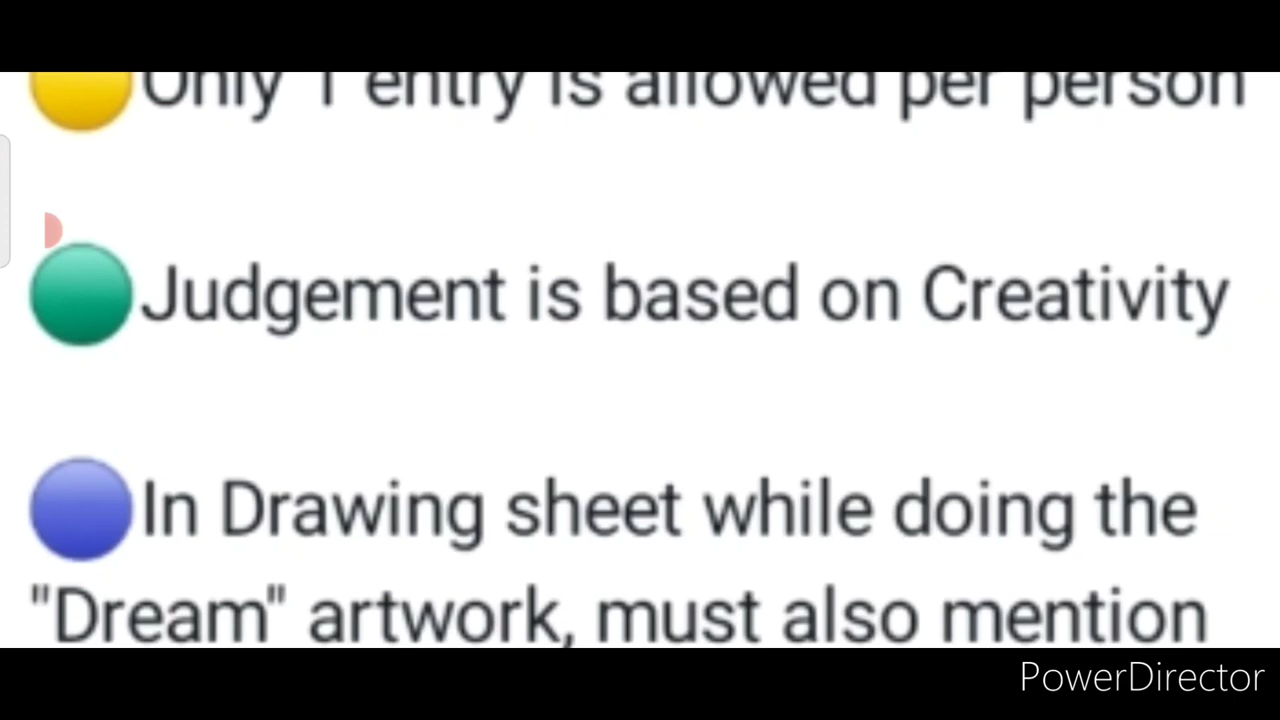 Only 1 entry is allowed per person
Judgement is based on Creativity
In Drawing sheet while doing the
"Dream" artwork, must also mention
PowerDirector